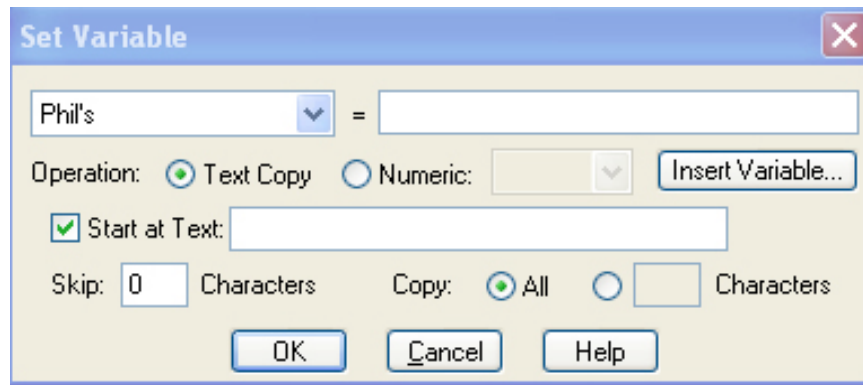 Set Variable
Phil's =
Operation: Text Copy Numeric: Insert Variable...
Start at Text:
Skip: 0 Characters Copy: All Characters
OK Cancel Help